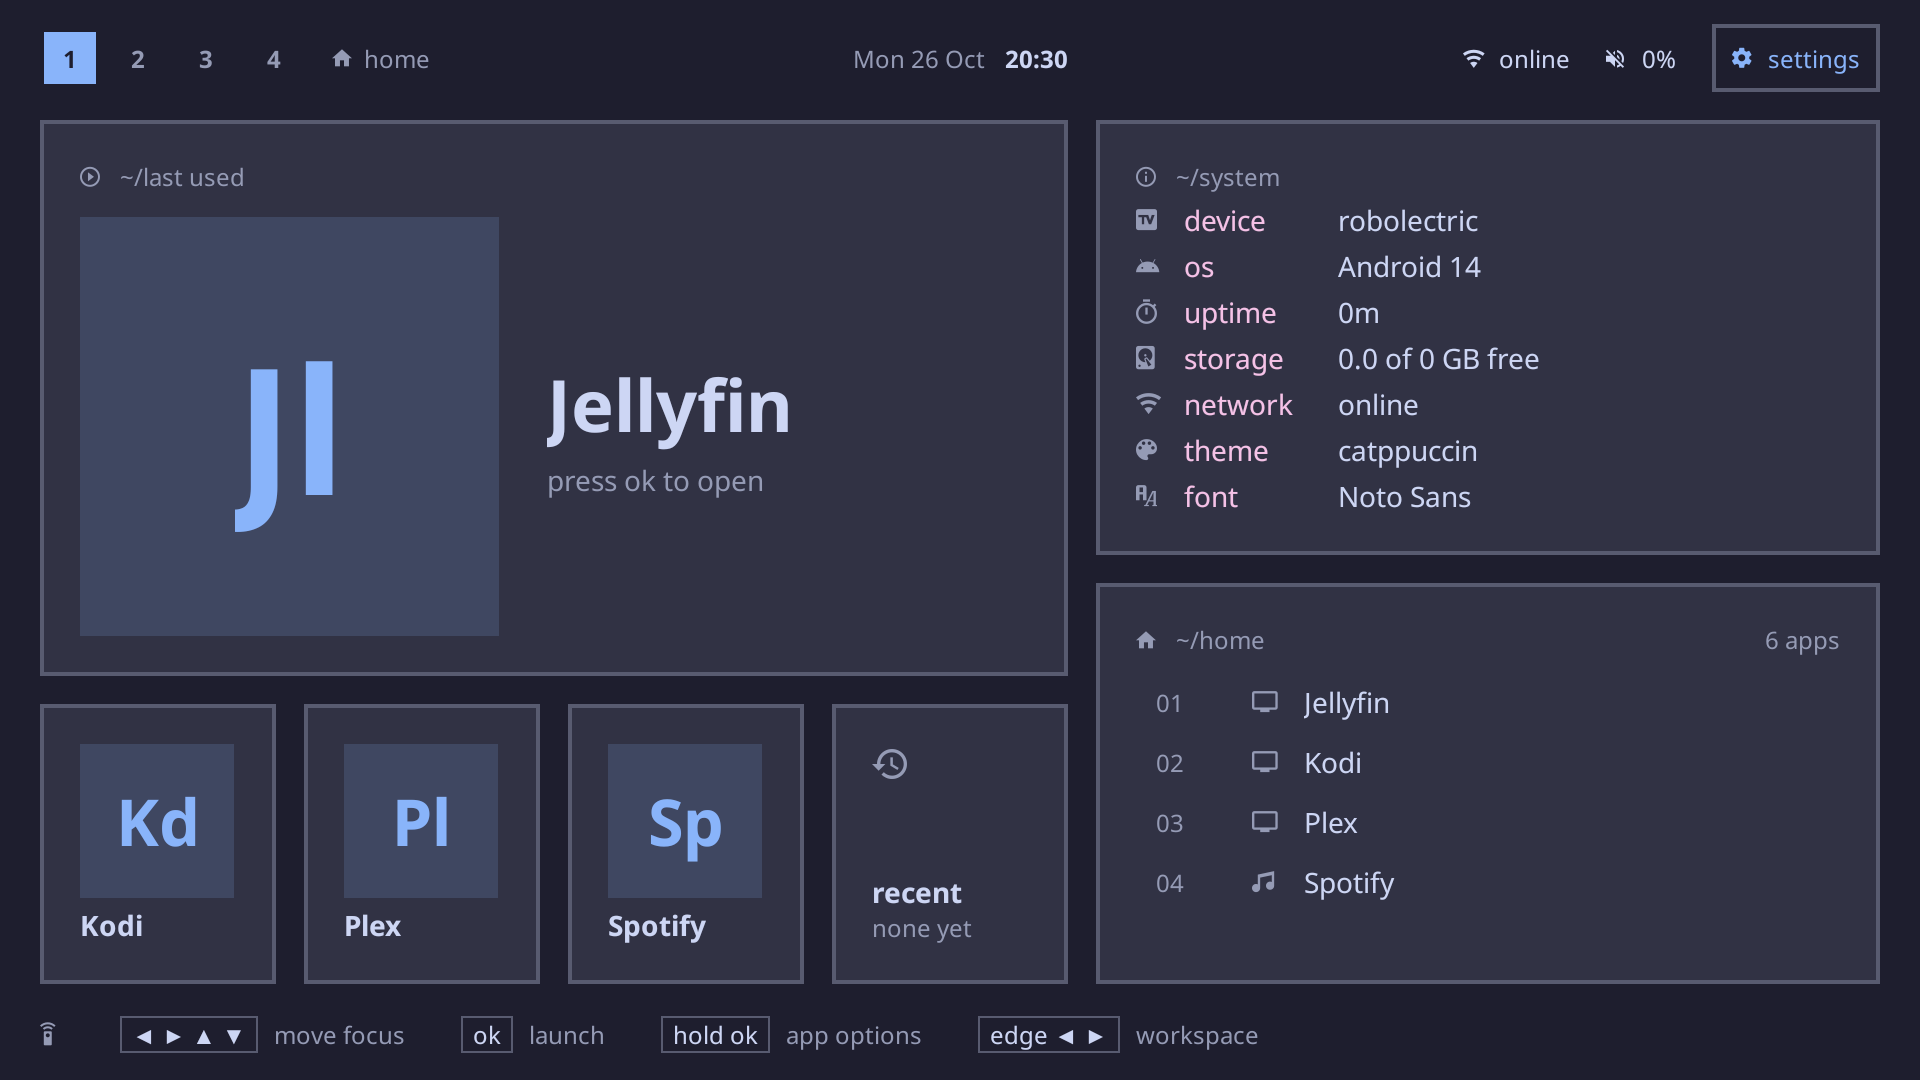 1 2 3 4 home
Mon 26 Oct 20:30
online 0% settings
~/last used
Jl
Jellyfin
press ok to open
Kd
Kodi
Pl
Plex
Sp
Spotify
recent
none yet
~/system
TV device robolectric
os Android 14
uptime 0m
storage 0.0 of 0 GB free
network online
theme catppuccin
font Noto Sans
~/home 6 apps
01 Jellyfin
02 Kodi
03 Plex
04 Spotify
◀ ▶ ▲ ▼ move focus ok launch hold ok app options edge ◀ ▶ workspace